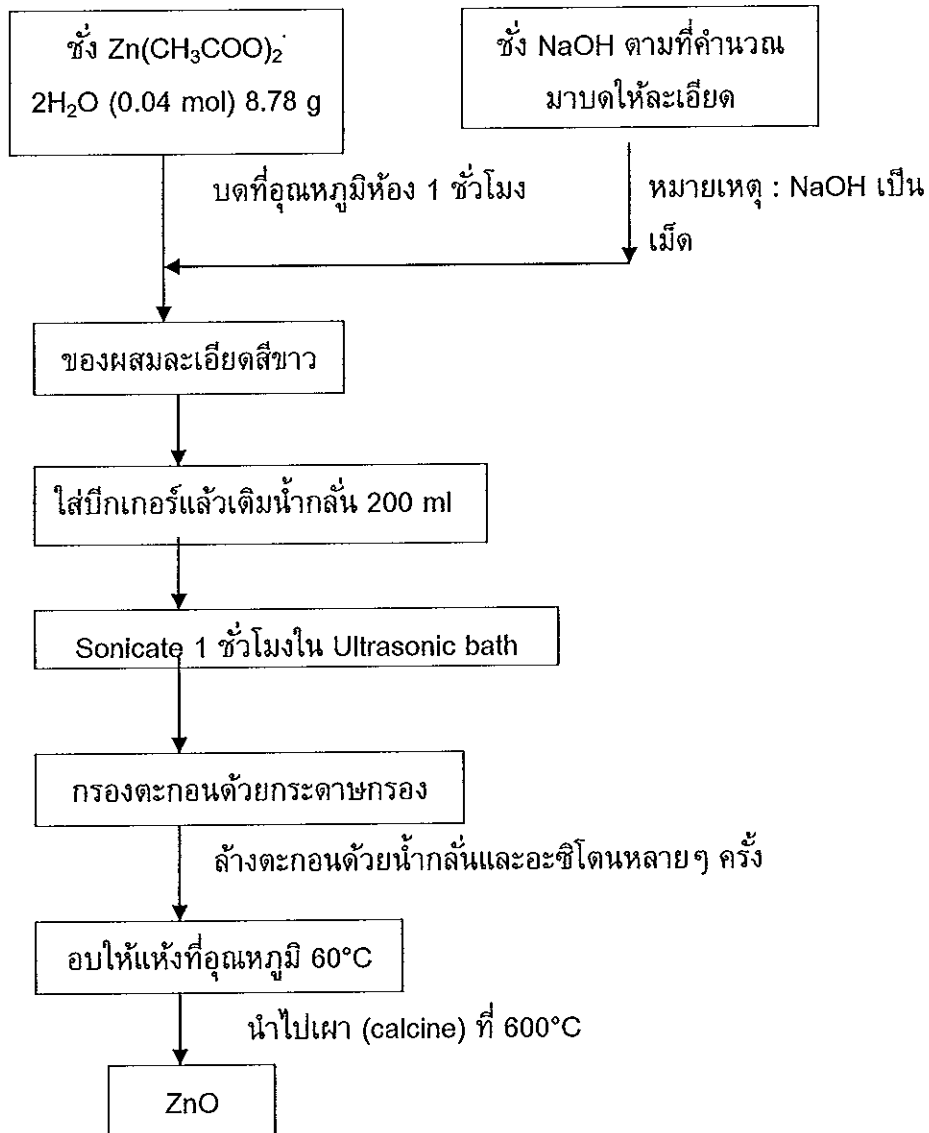 ชั่ง Zn(CH₃COO)₂·
2H₂O (0.04 mol) 8.78 g
ชั่ง NaOH ตามที่คำนวณ
มาบดให้ละเอียด
บดที่อุณหภูมิห้อง 1 ชั่วโมง
หมายเหตุ : NaOH เป็น
เม็ด
ของผสมละเอียดสีขาว
ใส่บีกเกอร์แล้วเติมน้ำกลั่น 200 ml
Sonicate 1 ชั่วโมงใน Ultrasonic bath
กรองตะกอนด้วยกระดาษกรอง
ล้างตะกอนด้วยน้ำกลั่นและอะซิโตนหลายๆ ครั้ง
อบให้แห้งที่อุณหภูมิ 60°C
นำไปเผา (calcine) ที่ 600°C
ZnO